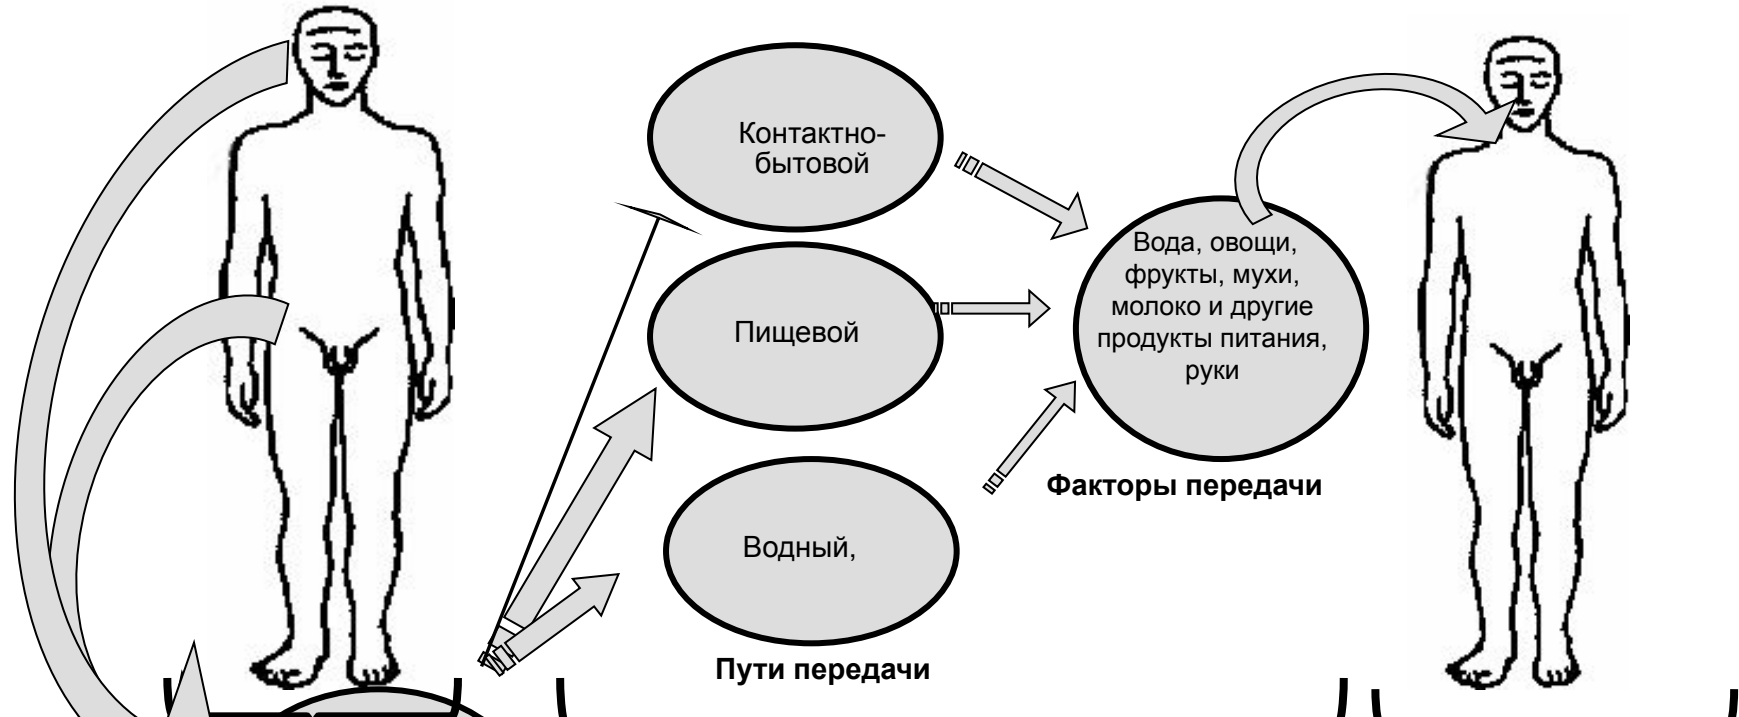 Контактно-
бытовой
Пищевой
Водный,
Пути передачи
Вода, овощи,
фрукты, мухи,
молоко и другие
продукты питания,
руки
Факторы передачи